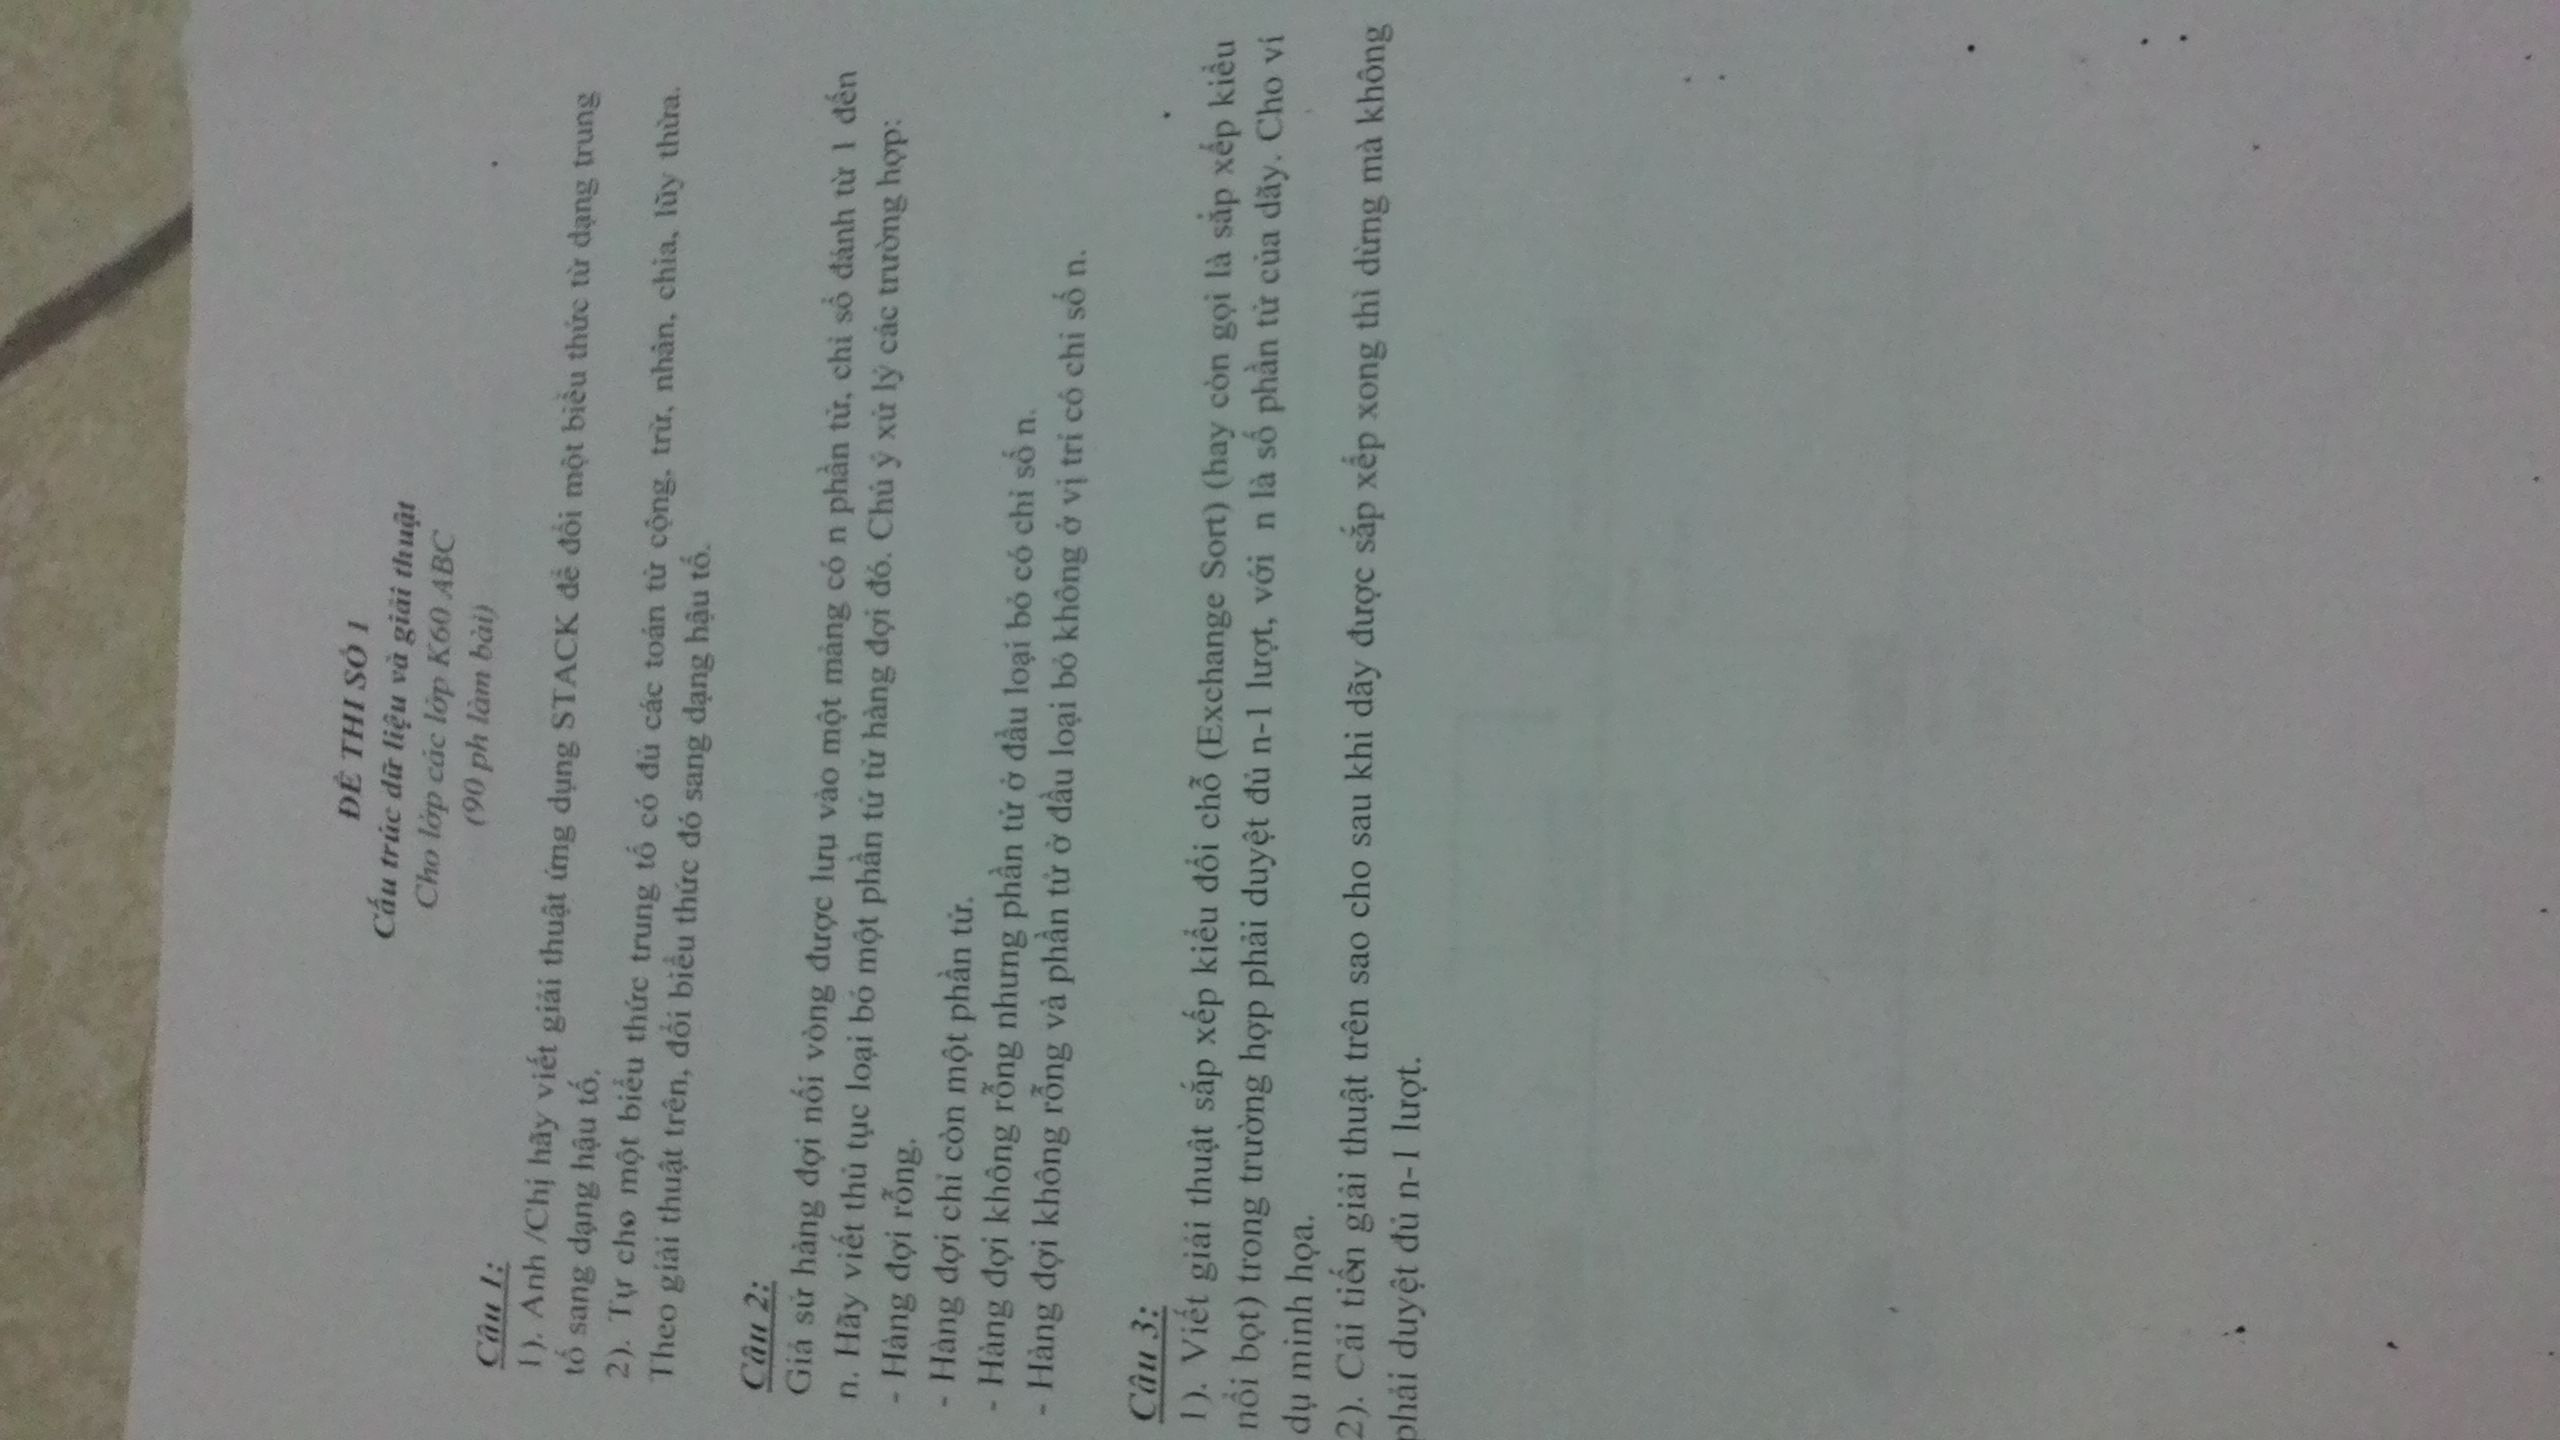 ĐỀ THI SỐ 1
Cấu trúc dữ liệu và giải thuật
Cho lớp các lớp K60 ABC
(90 ph làm bài)
Câu 1:
1). Anh /Chị hãy viết giải thuật ứng dụng STACK để đổi một biểu thức từ dạng trung
tố sang dạng hậu tố.
2). Tự cho một biểu thức trung tố có đủ các toán tử cộng, trừ, nhân, chia, lũy thừa.
Theo giải thuật trên, đổi biểu thức đó sang dạng hậu tố.
Câu 2:
Giả sử hàng đợi nối vòng được lưu vào một mảng có n phần tử, chỉ số đánh từ 1 đến
n. Hãy viết thủ tục loại bỏ một phần tử từ hàng đợi đó. Chú ý xử lý các trường hợp:
- Hàng đợi rỗng.
- Hàng đợi chỉ còn một phần tử.
- Hàng đợi không rỗng nhưng phần tử ở đầu loại bỏ có chỉ số n.
- Hàng đợi không rỗng và phần tử ở đầu loại bỏ không ở vị trí có chỉ số n.
Câu 3:
1). Viết giải thuật sắp xếp kiểu đổi chỗ (Exchange Sort) (hay còn gọi là sắp xếp kiểu
nổi bọt) trong trường hợp phải duyệt đủ n-1 lượt, với n là số phần tử của dãy. Cho ví
dụ minh họa.
2). Cải tiến giải thuật trên sao cho sau khi dãy được sắp xếp xong thì dừng mà không
phải duyệt đủ n-1 lượt.